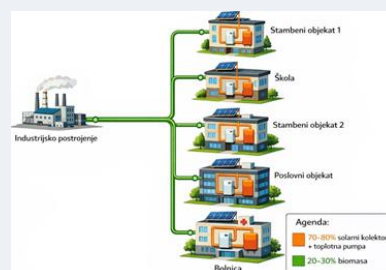 Stambeni objekat 1
Škola
Industrijsko postrojenje
Stambeni objekat 2
Poslovni objekat
Bolnica
Agenda:
70–80% solarni kolektor
+ toplotna pumpa
20–30% biomasa